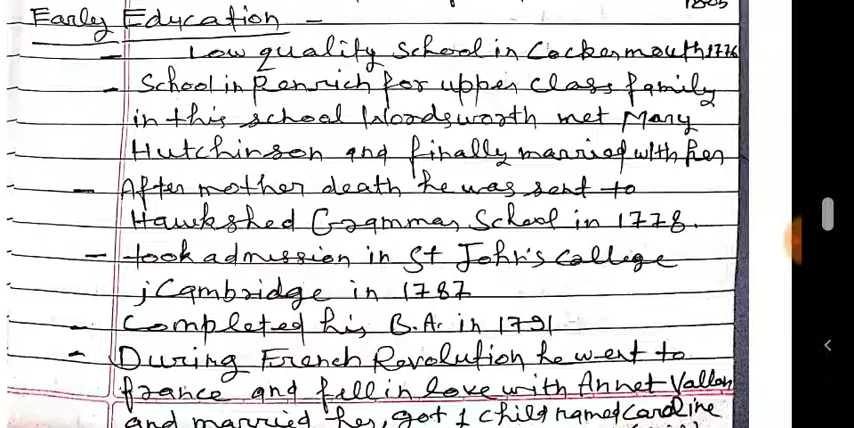 1805
Early Education -
- Low quality School in Cockermouth 1776
- School in Penrich for upper class family
in this school Wordsworth met Mary
Hutchinson and finally married with her
- After mother death he was sent to
Hawkshed Grammar School in 1778.
- took admission in St John's College
, Cambridge in 1787
- Completed his B.A. in 1791
- During French Revolution he went to
france and fell in love with Annet Vallon
and married her, got 1 child named Caroline